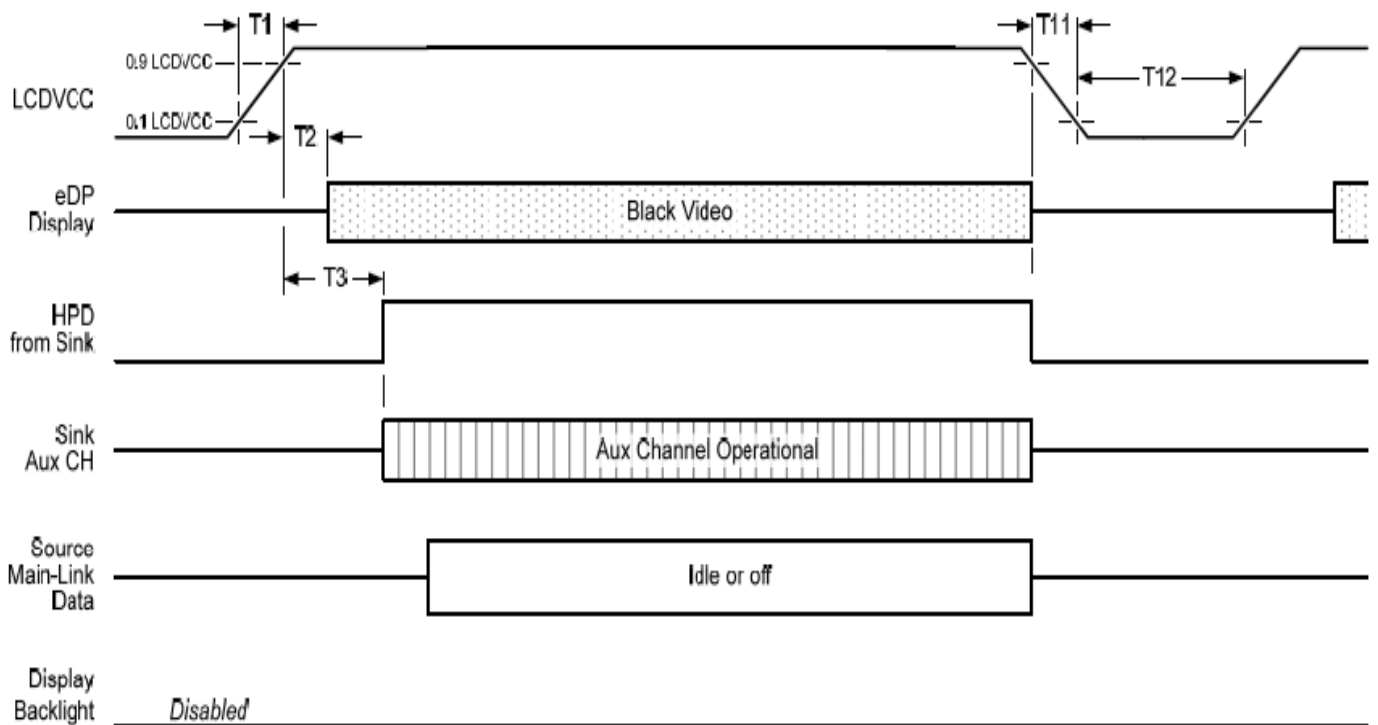 T1
T11
0.9 LCDVCC
T12
LCDVCC
0.1 LCDVCC
T2
eDP
Display
Black Video
T3
HPD
from Sink
Sink
Aux CH
Aux Channel Operational
Source
Main-Link
Data
Idle or off
Display
Backlight
Disabled